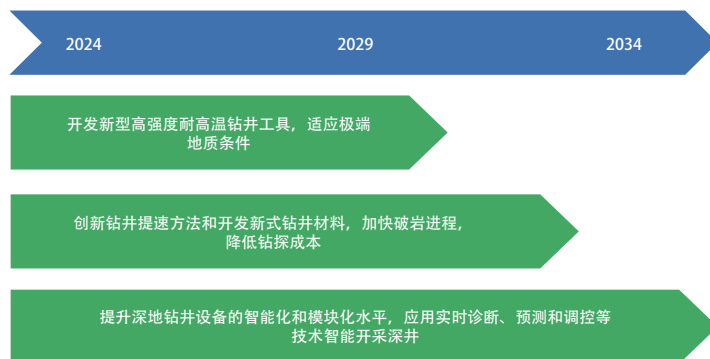 2024 2029 2034
开发新型高强度耐高温钻井工具，适应极端
地质条件
创新钻井提速方法和开发新式钻井材料，加快破岩进程，
降低钻探成本
提升深地钻井设备的智能化和模块化水平，应用实时诊断、预测和调控等
技术智能开采深井